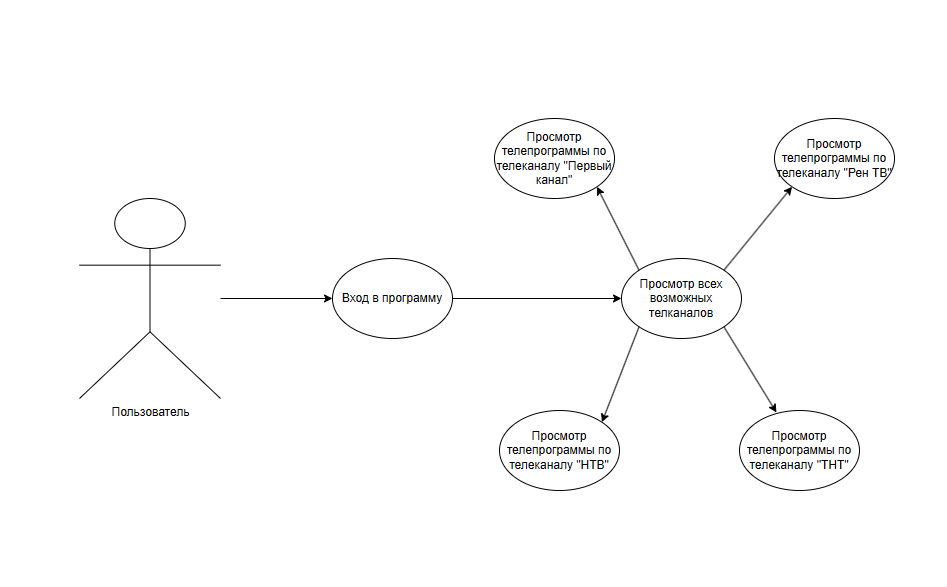 Просмотр
телепрограммы по
телеканалу "Первый
канал"
Просмотр
телепрограммы по
телеканалу "Рен ТВ"
Вход в программу
Просмотр всех
возможных
телканалов
Пользователь
Просмотр
телепрограммы по
телеканалу "НТВ"
Просмотр
телепрограммы по
телеканалу "ТНТ"